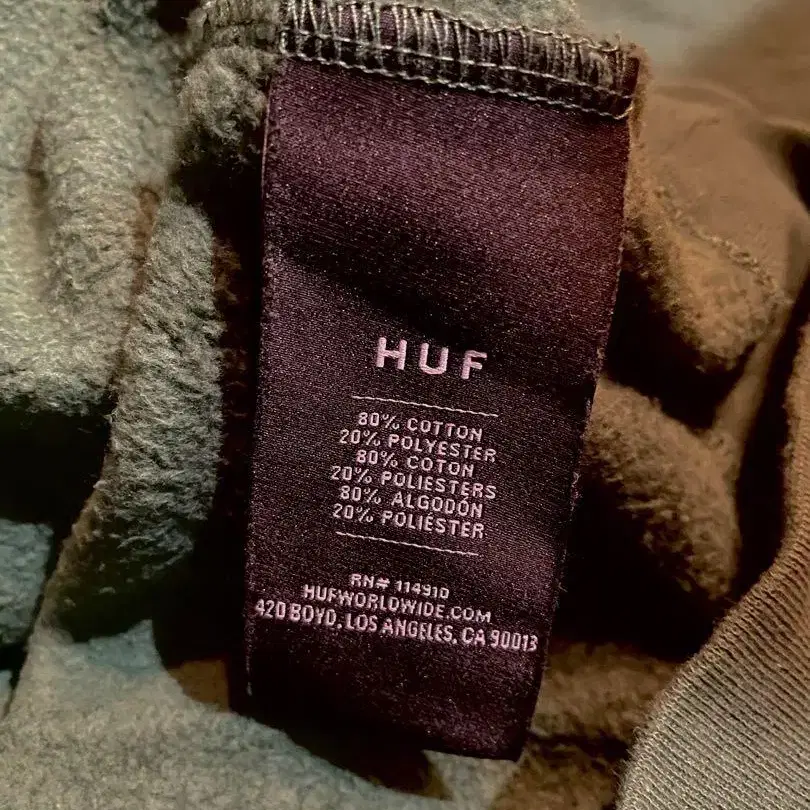 HUF
80% COTTON
20% POLYESTER
80% COTON
20% POLIESTERS
80% ALGODÓN
20% POLIÉSTER
RN# 114910
HUFWORLDWIDE.COM
420 BOYD, LOS ANGELES, CA 90013